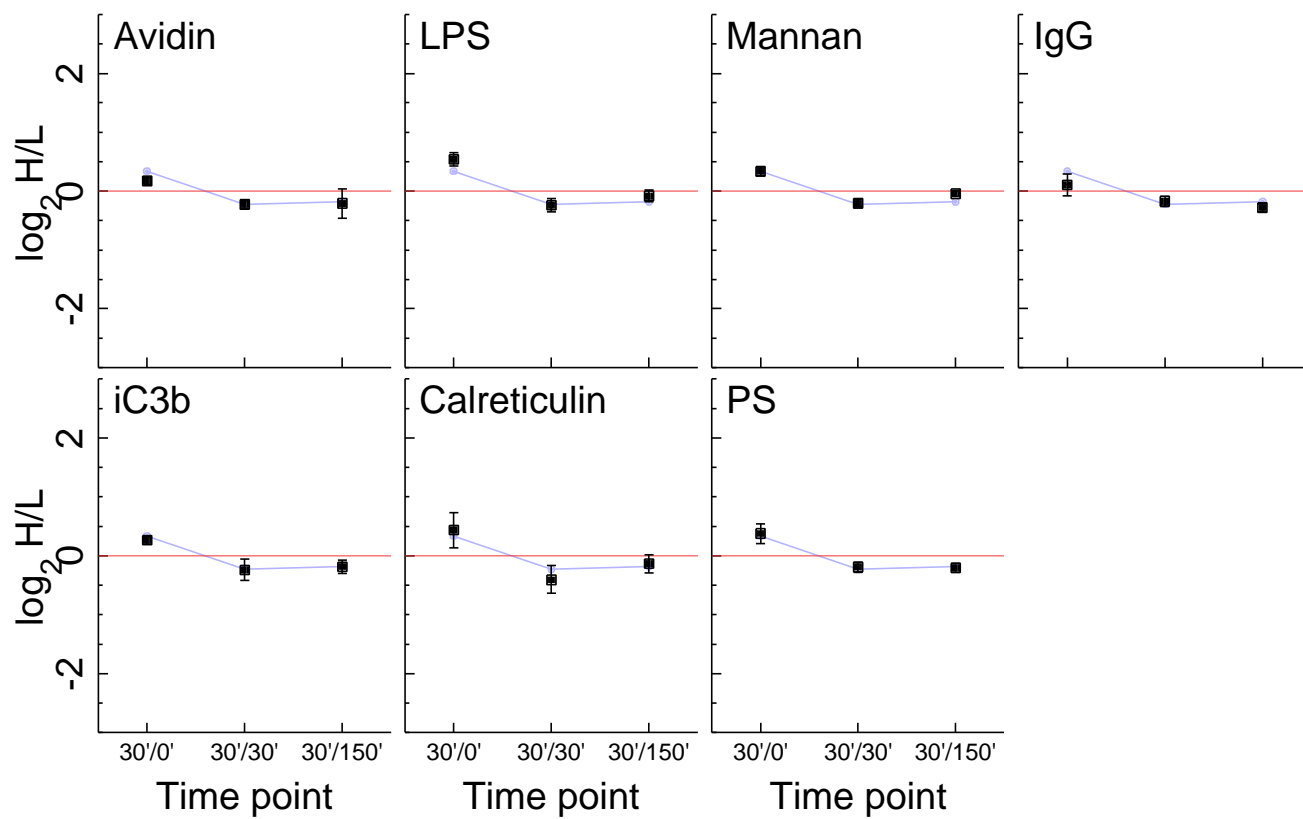 Avidin
LPS
Mannan
IgG
log2 H/L
2
0
-2
iC3b
Calreticulin
PS
log2 H/L
2
0
-2
30'/0' 30'/30' 30'/150'
30'/0' 30'/30' 30'/150'
30'/0' 30'/30' 30'/150'
Time point
Time point
Time point